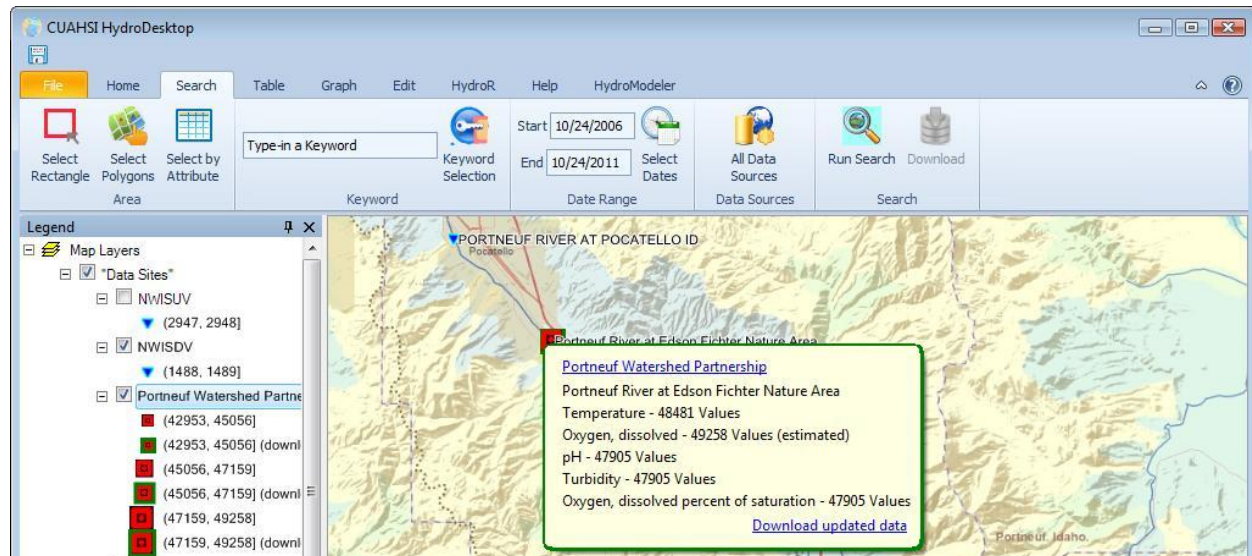 CUAHSI HydroDesktop
File Home Search Table Graph Edit HydroR Help HydroModeler
Select Rectangle
Select Polygons
Select by Attribute
Area
Type-in a Keyword
Keyword Selection
Keyword
Start 10/24/2006
End 10/24/2011
Select Dates
Date Range
All Data Sources
Data Sources
Run Search
Download
Search
Legend
Map Layers
"Data Sites"
NWISUV
(2947, 2948]
NWISDV
(1488, 1489]
Portneuf Watershed Partne
(42953, 45056]
(42953, 45056] (downl
(45056, 47159]
(45056, 47159] (downl
(47159, 49258]
(47159, 49258] (downl
PORTNEUF RIVER AT POCATELLO ID
Pocatello
Portneuf River at Edson Fichter Nature Area
Portneuf Watershed Partnership
Portneuf River at Edson Fichter Nature Area
Temperature - 48481 Values
Oxygen, dissolved - 49258 Values (estimated)
pH - 47905 Values
Turbidity - 47905 Values
Oxygen, dissolved percent of saturation - 47905 Values
Download updated data
Portneuf, Idaho.